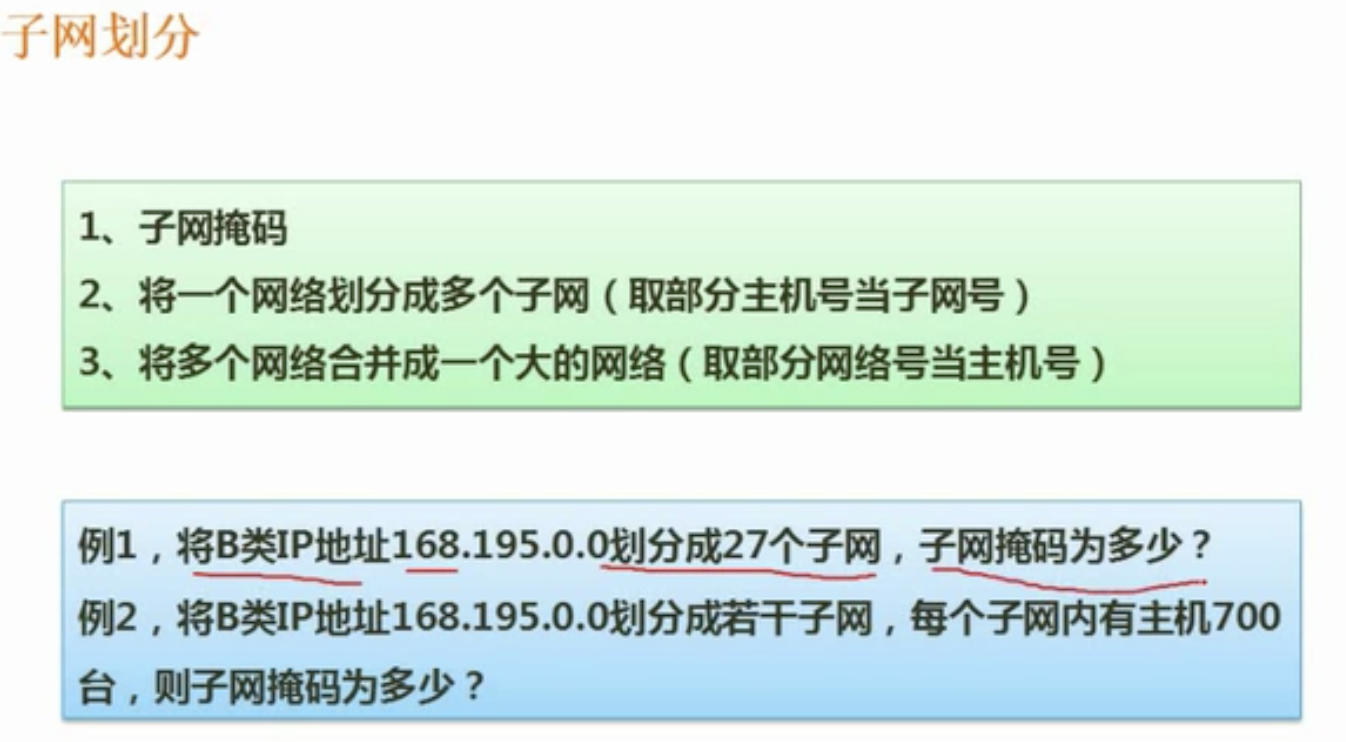 子网划分
1、子网掩码
2、将一个网络划分成多个子网（取部分主机号当子网号）
3、将多个网络合并成一个大的网络（取部分网络号当主机号）
例1，将B类IP地址168.195.0.0划分成27个子网，子网掩码为多少？
例2，将B类IP地址168.195.0.0划分成若干子网，每个子网内有主机700
台，则子网掩码为多少？